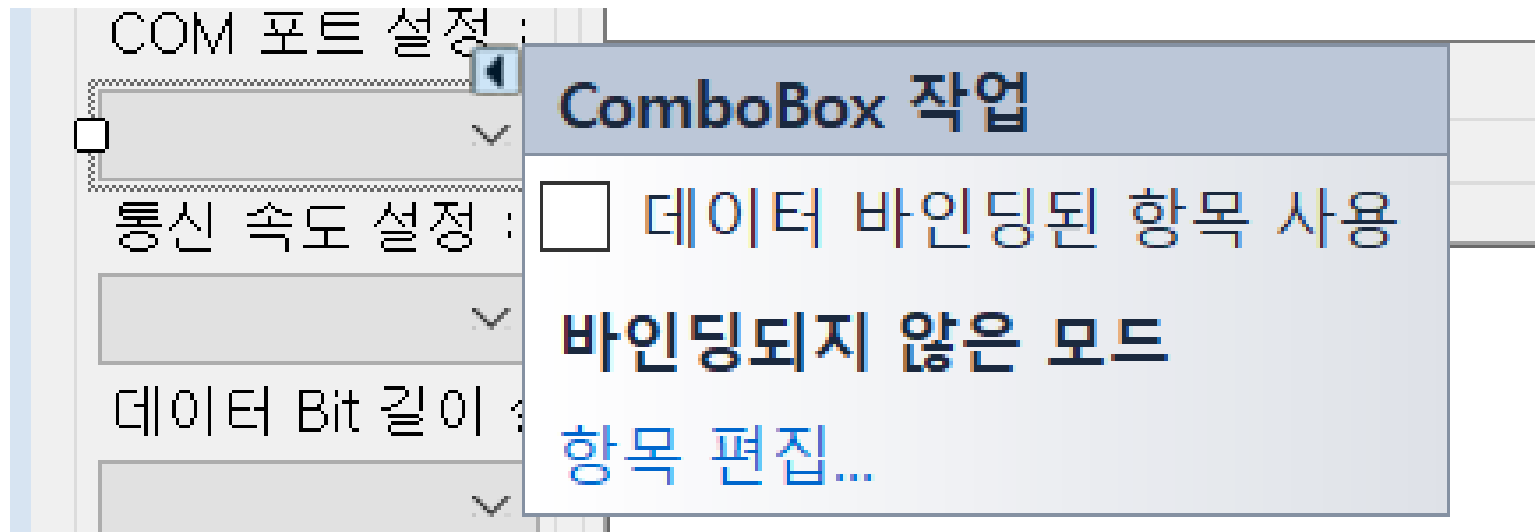 COM 포트 설정 :
ComboBox 작업
데이터 바인딩된 항목 사용
통신 속도 설정 :
바인딩되지 않은 모드
데이터 Bit 길이
항목 편집...